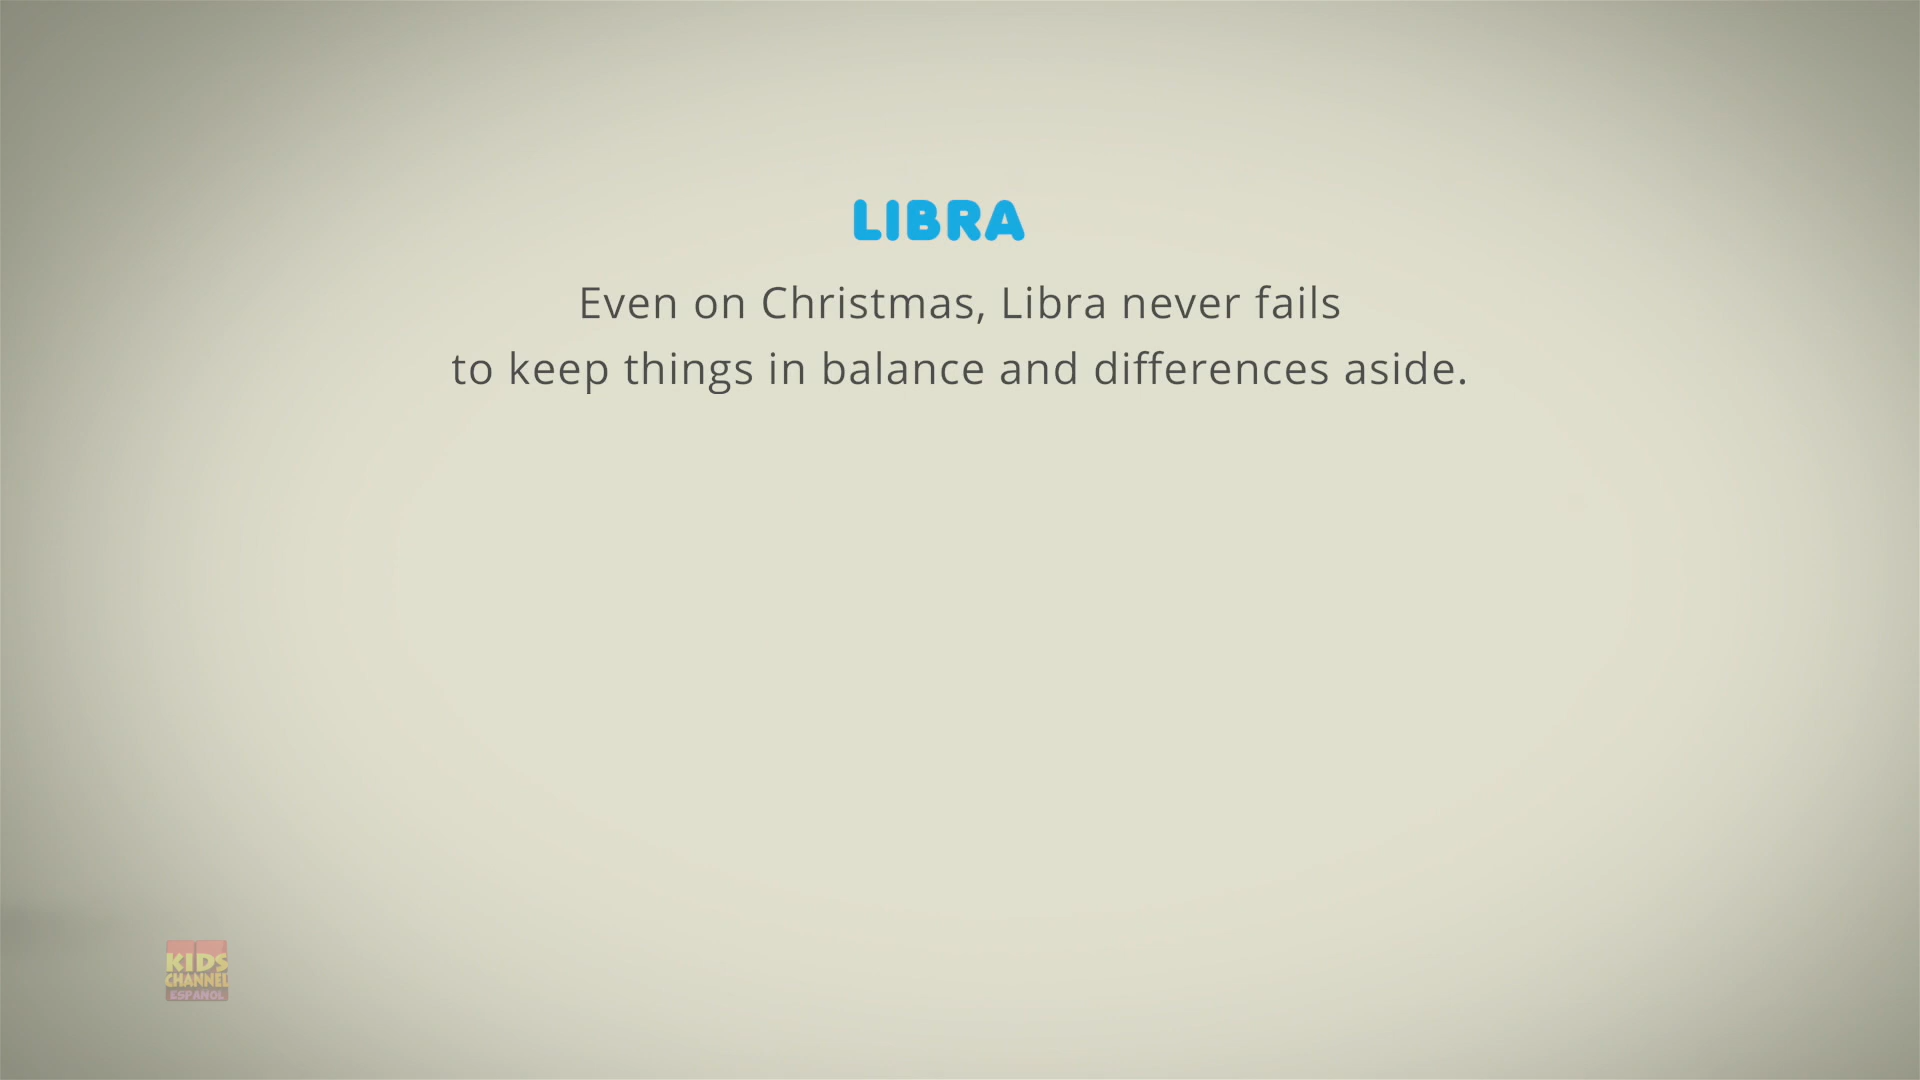 LIBRA
Even on Christmas, Libra never fails
to keep things in balance and differences aside.
KIDS
CHANNEL
ESPAÑOL